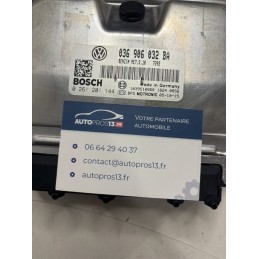 036 906 032 BA
BOSCH
0 261 201 144
Made in Germany
MOTRONIC
AUTOPROS13
VOTRE PARTENAIRE
AUTOMOBILE
06 64 29 40 37
contact@autopros13.fr
autopros13.fr